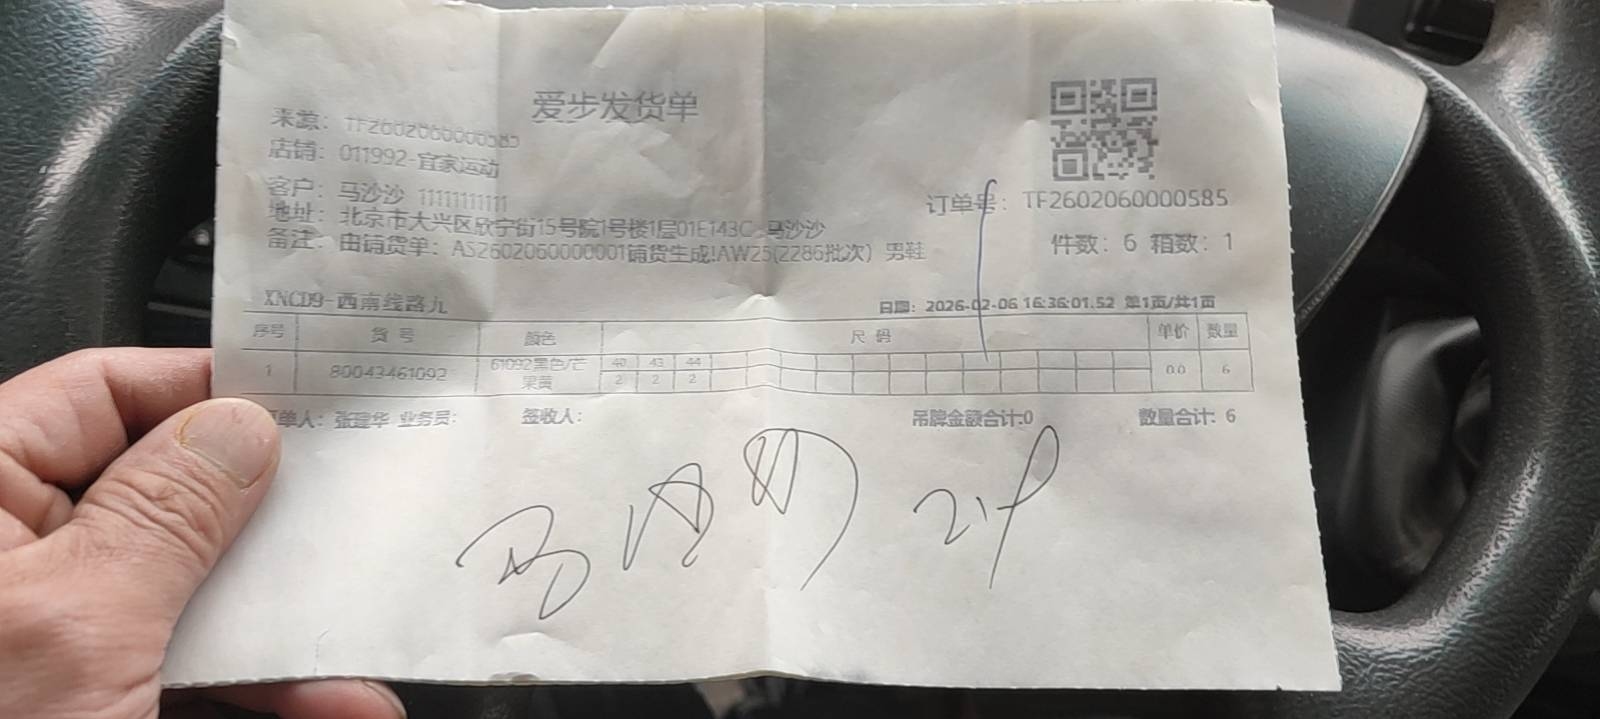 爱步发货单
来源：TF2602060000585
店铺：011992-宜家运动
客户：马沙沙 11111111111
订单号：TF2602060000585
地址：北京市大兴区欣宁街15号院1号楼1层01E143C 马沙沙
件数：6 箱数：1
备注：由铺货单：AS2602060000001铺货生成!AW25(2286批次) 男鞋
XNCD9-西南线路九
日期：2026-02-06 16:36:01.52 第1页/共1页
序号 货号 颜色 尺码 单价 数量
1 80043461092 61092黑色/芒果黄 40 43 44 0.0 6
2 2 2
单人：张建华 业务员： 签收人： 吊牌金额合计:0 数量合计：6
马沙沙